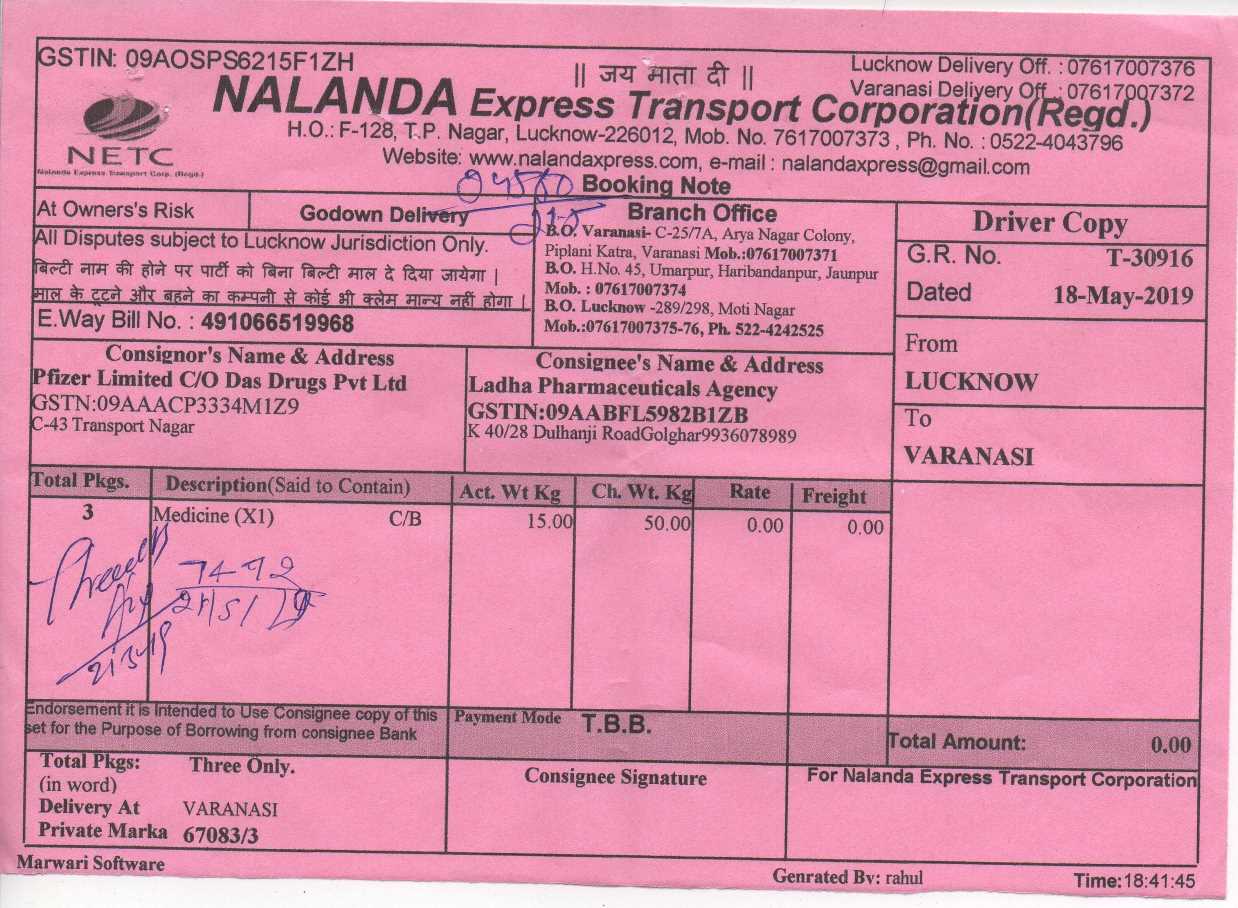 GSTIN: 09AOSPS6215F1ZH
|| जय माता दी ||
Lucknow Delivery Off. : 07617007376
Varanasi Delivery Off. : 07617007372
NALANDA Express Transport Corporation(Regd.)
H.O.: F-128, T.P. Nagar, Lucknow-226012, Mob. No. 7617007373 , Ph. No. : 0522-4043796
Website: www.nalandaxpress.com, e-mail : nalandaxpress@gmail.com
NETC
Nalanda Express Transport Corp. (Regd.)
Booking Note
At Owners's Risk
Godown Delivery
All Disputes subject to Lucknow Jurisdiction Only.
बिल्टी नाम की होने पर पार्टी को बिना बिल्टी माल दे दिया जायेगा |
माल के टूटने और बहने का कम्पनी से कोई भी क्लेम मान्य नहीं होगा |
E.Way Bill No. : 491066519968
Branch Office
B.O. Varanasi- C-25/7A, Arya Nagar Colony,
Piplani Katra, Varanasi Mob.:07617007371
B.O. H.No. 45, Umarpur, Haribandanpur, Jaunpur
Mob. : 07617007374
B.O. Lucknow -289/298, Moti Nagar
Mob.:07617007375-76, Ph. 522-4242525
Driver Copy
G.R. No. T-30916
Dated 18-May-2019
From
LUCKNOW
To
VARANASI
Consignor's Name & Address
Pfizer Limited C/O Das Drugs Pvt Ltd
GSTN:09AAACP3334M1Z9
C-43 Transport Nagar
Consignee's Name & Address
Ladha Pharmaceuticals Agency
GSTIN:09AABFL5982B1ZB
K 40/28 Dulhanji RoadGolghar9936078989
Total Pkgs. Description(Said to Contain) Act. Wt Kg Ch. Wt. Kg Rate Freight
3 Medicine (X1) C/B 15.00 50.00 0.00 0.00
7492
Endorsement it is Intended to Use Consignee copy of this
set for the Purpose of Borrowing from consignee Bank
Payment Mode T.B.B.
Total Amount: 0.00
Total Pkgs: Three Only.
(in word)
Delivery At VARANASI
Private Marka 67083/3
Consignee Signature
For Nalanda Express Transport Corporation
Marwari Software
Genrated By: rahul
Time:18:41:45